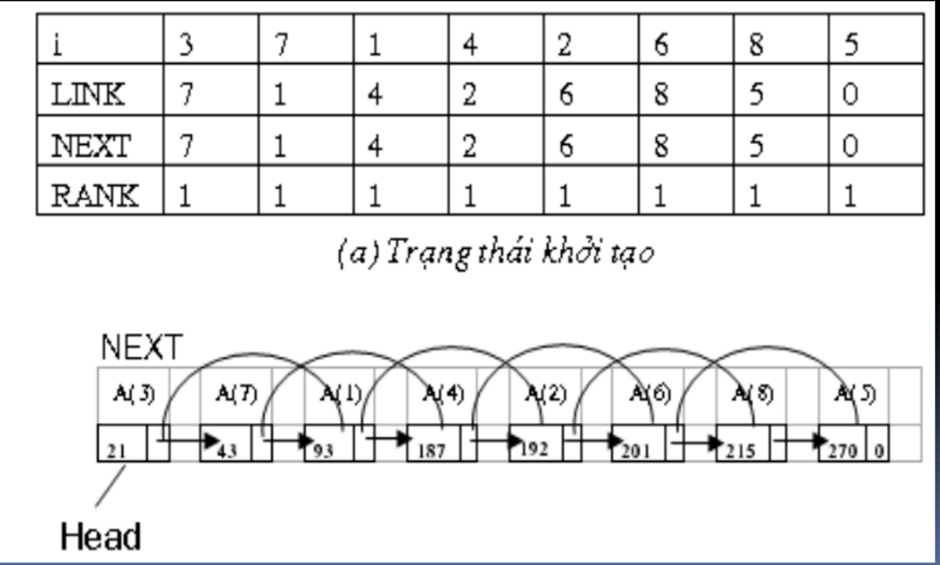 i 3 7 1 4 2 6 8 5
LINK 7 1 4 2 6 8 5 0
NEXT 7 1 4 2 6 8 5 0
RANK 1 1 1 1 1 1 1 1
(a) Trạng thái khởi tạo
NEXT
A(3) A(7) A(1) A(4) A(2) A(6) A(8) A(5)
21 43 93 187 192 201 215 270 0
Head